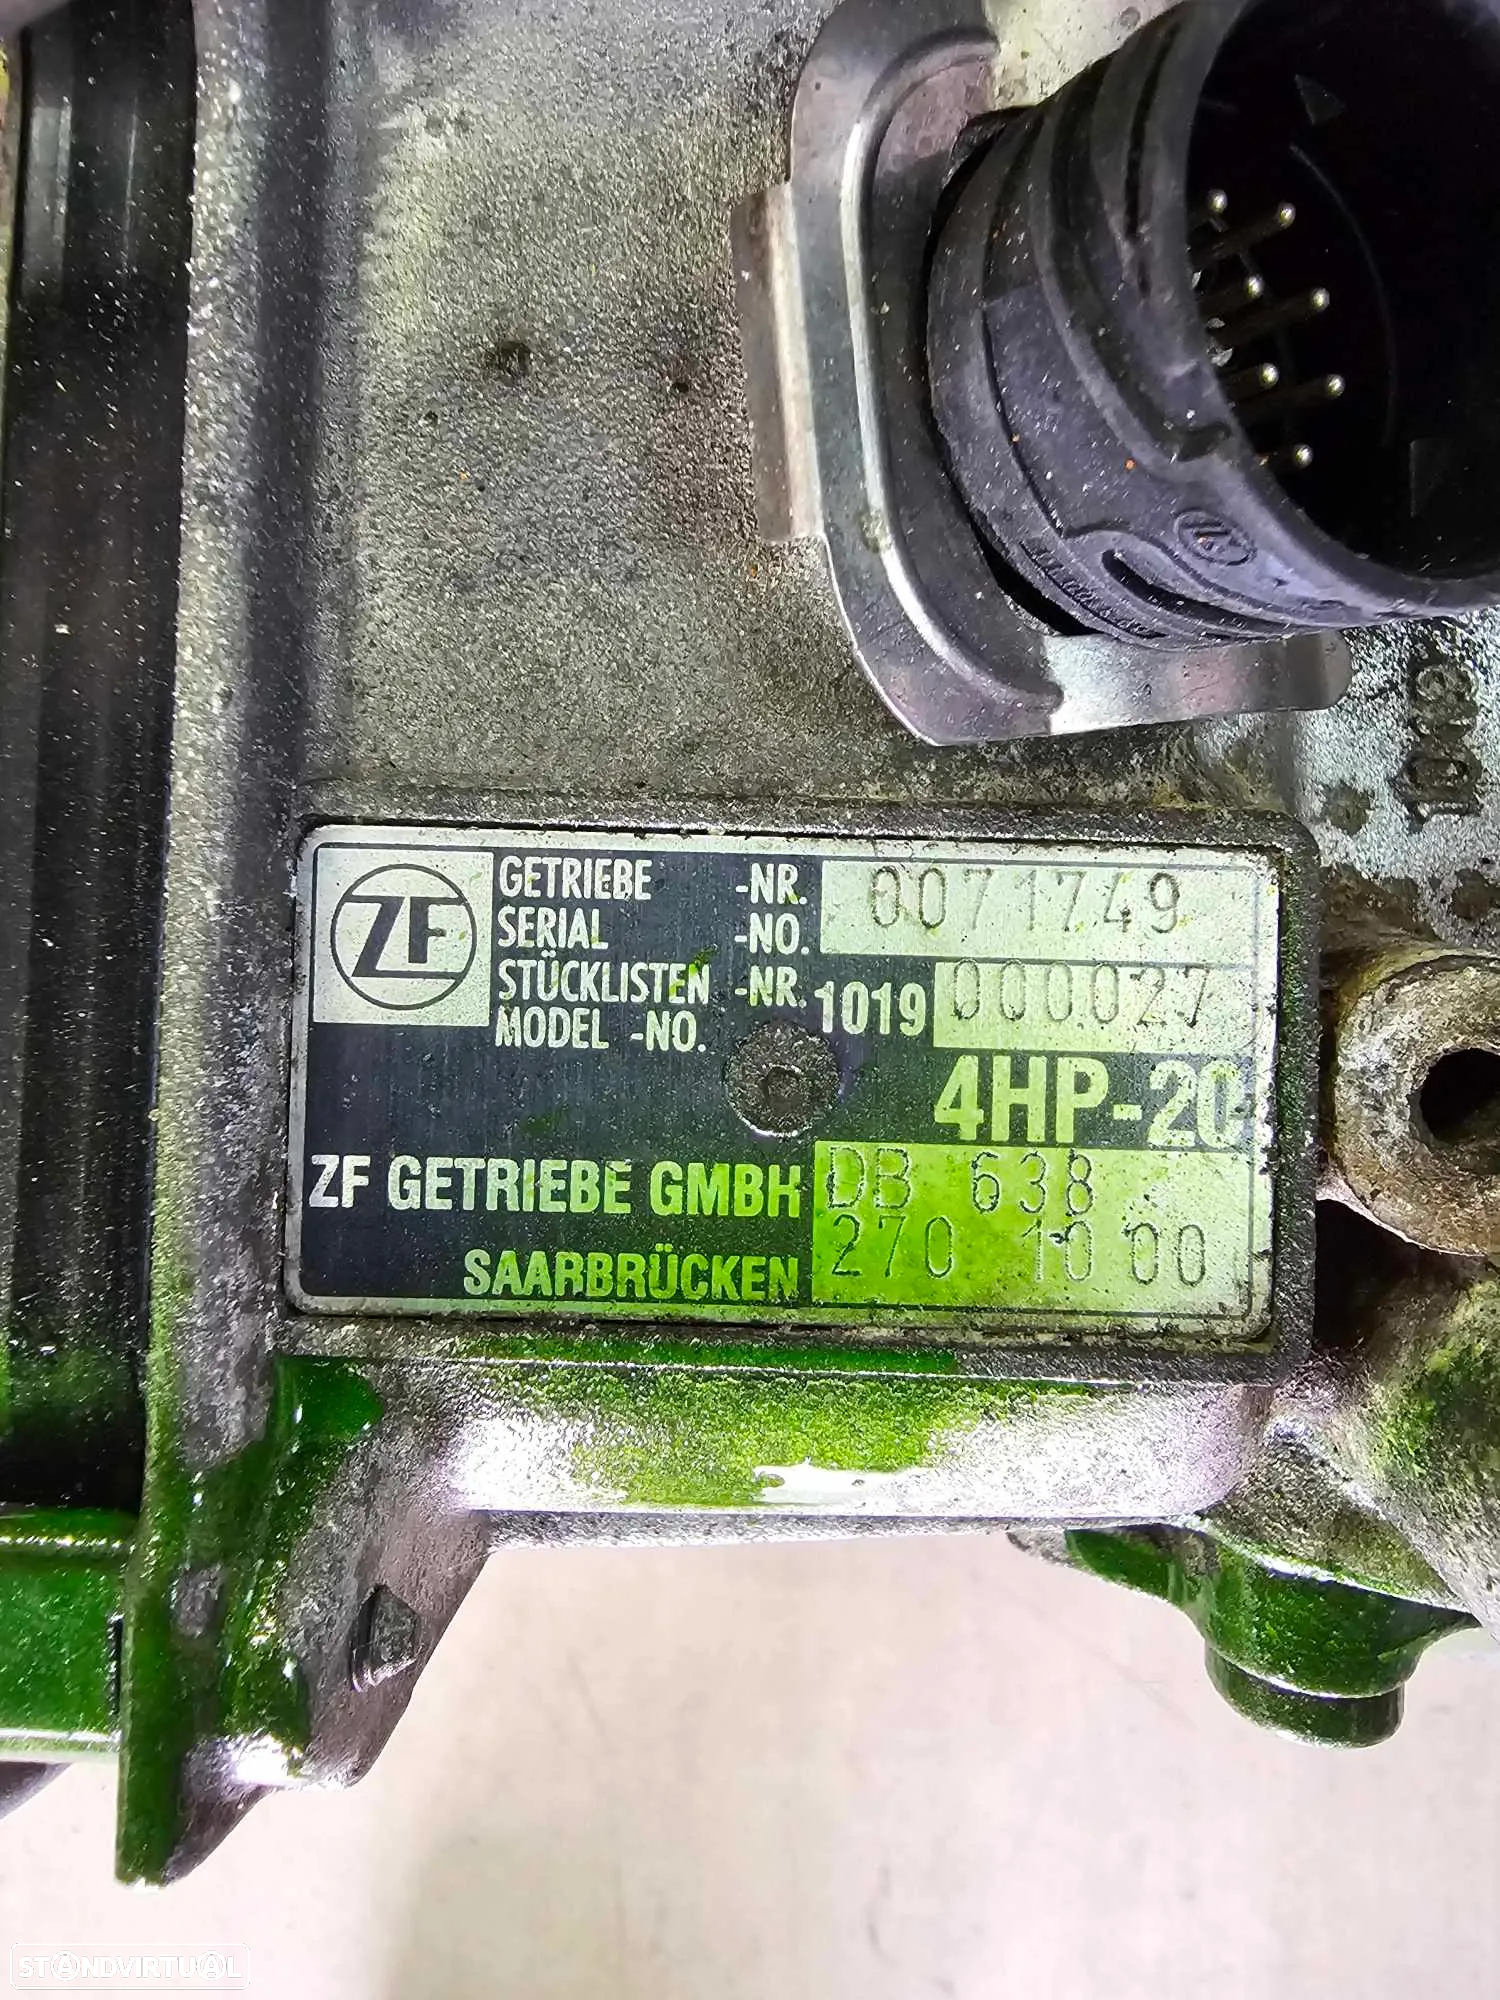 ZF
GETRIEBE -NR. 0071749
SERIAL -NO.
STÜCKLISTEN -NR. 1019 000027
MODEL -NO.
4HP-20
ZF GETRIEBE GMBH DB 638
270 10 00
SAARBRÜCKEN
STANDVIRTUAL